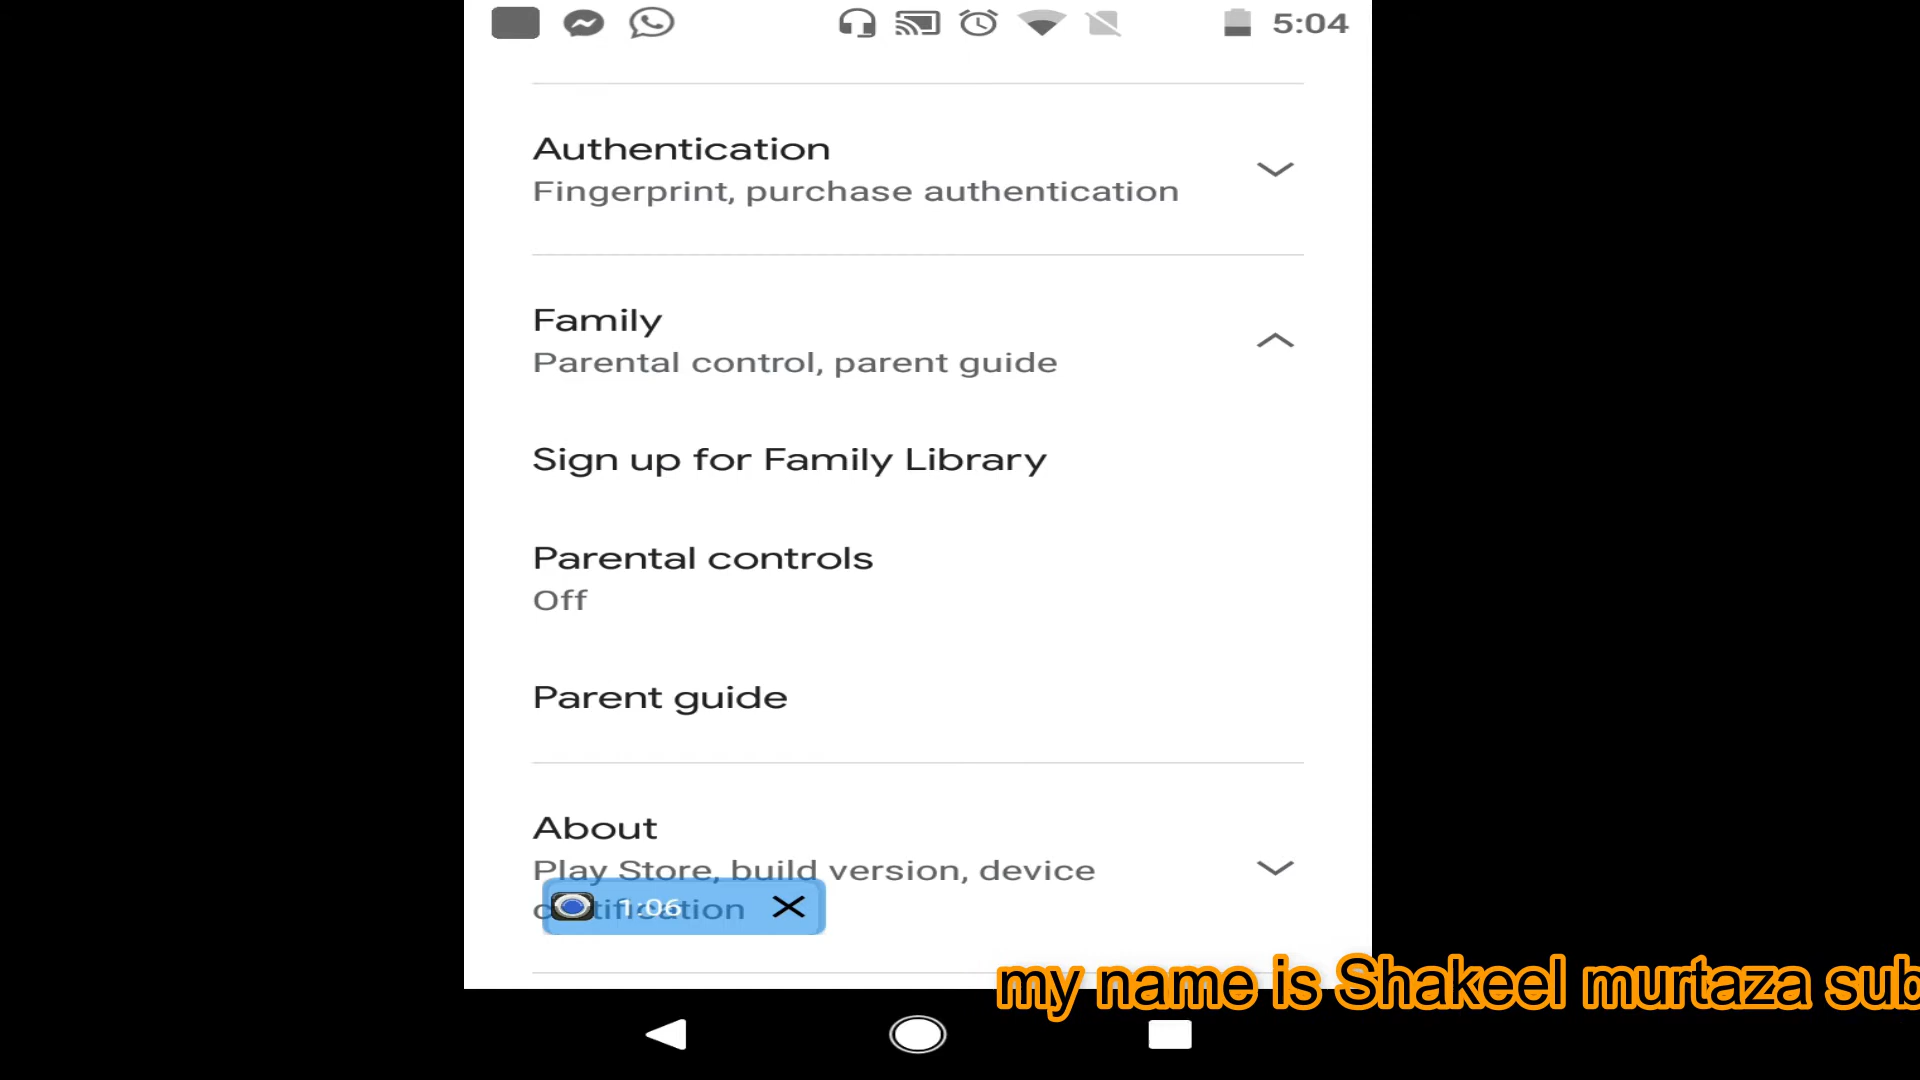 5:04
Authentication
Fingerprint, purchase authentication
Family
Parental control, parent guide
Sign up for Family Library
Parental controls
Off
Parent guide
About
Play Store, build version, device
1:06
my name is Shakeel murtaza sub